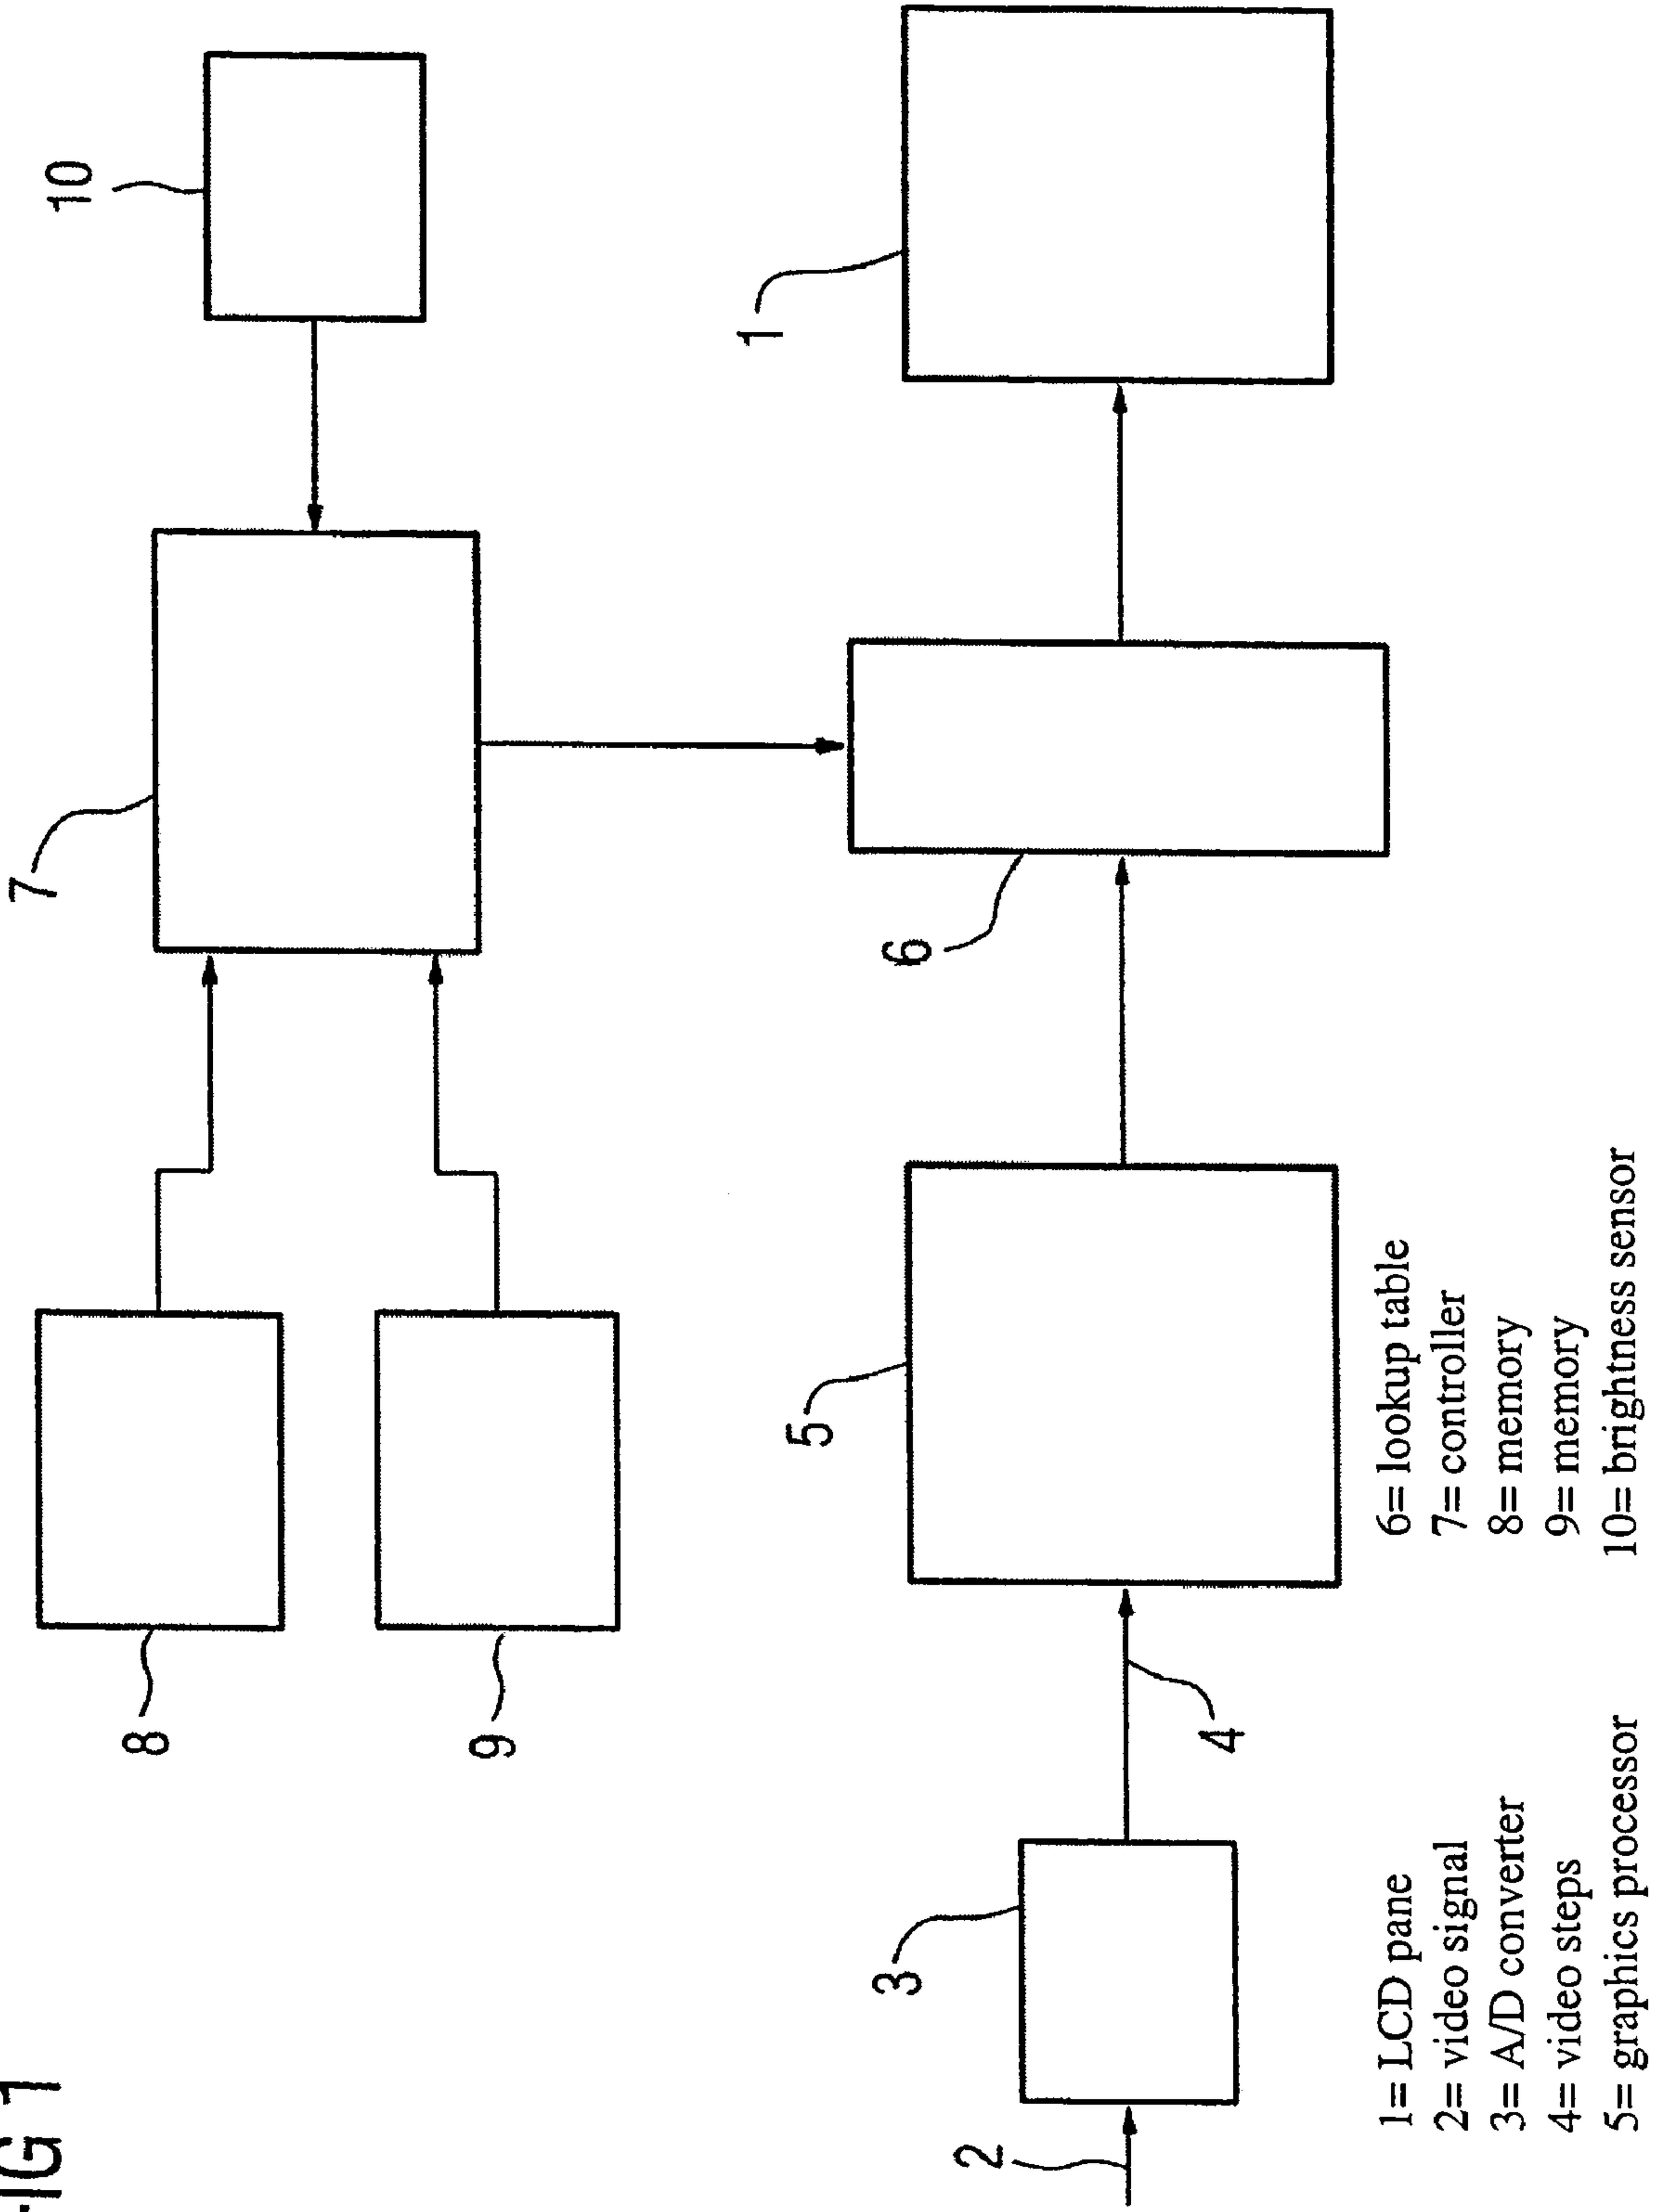 FIG 1
7
10
8
9
1
5
3
6
2
4
1= LCD pane
2= video signal
3= A/D converter
4= video steps
5= graphics processor
6= lookup table
7= controller
8= memory
9= memory
10= brightness sensor